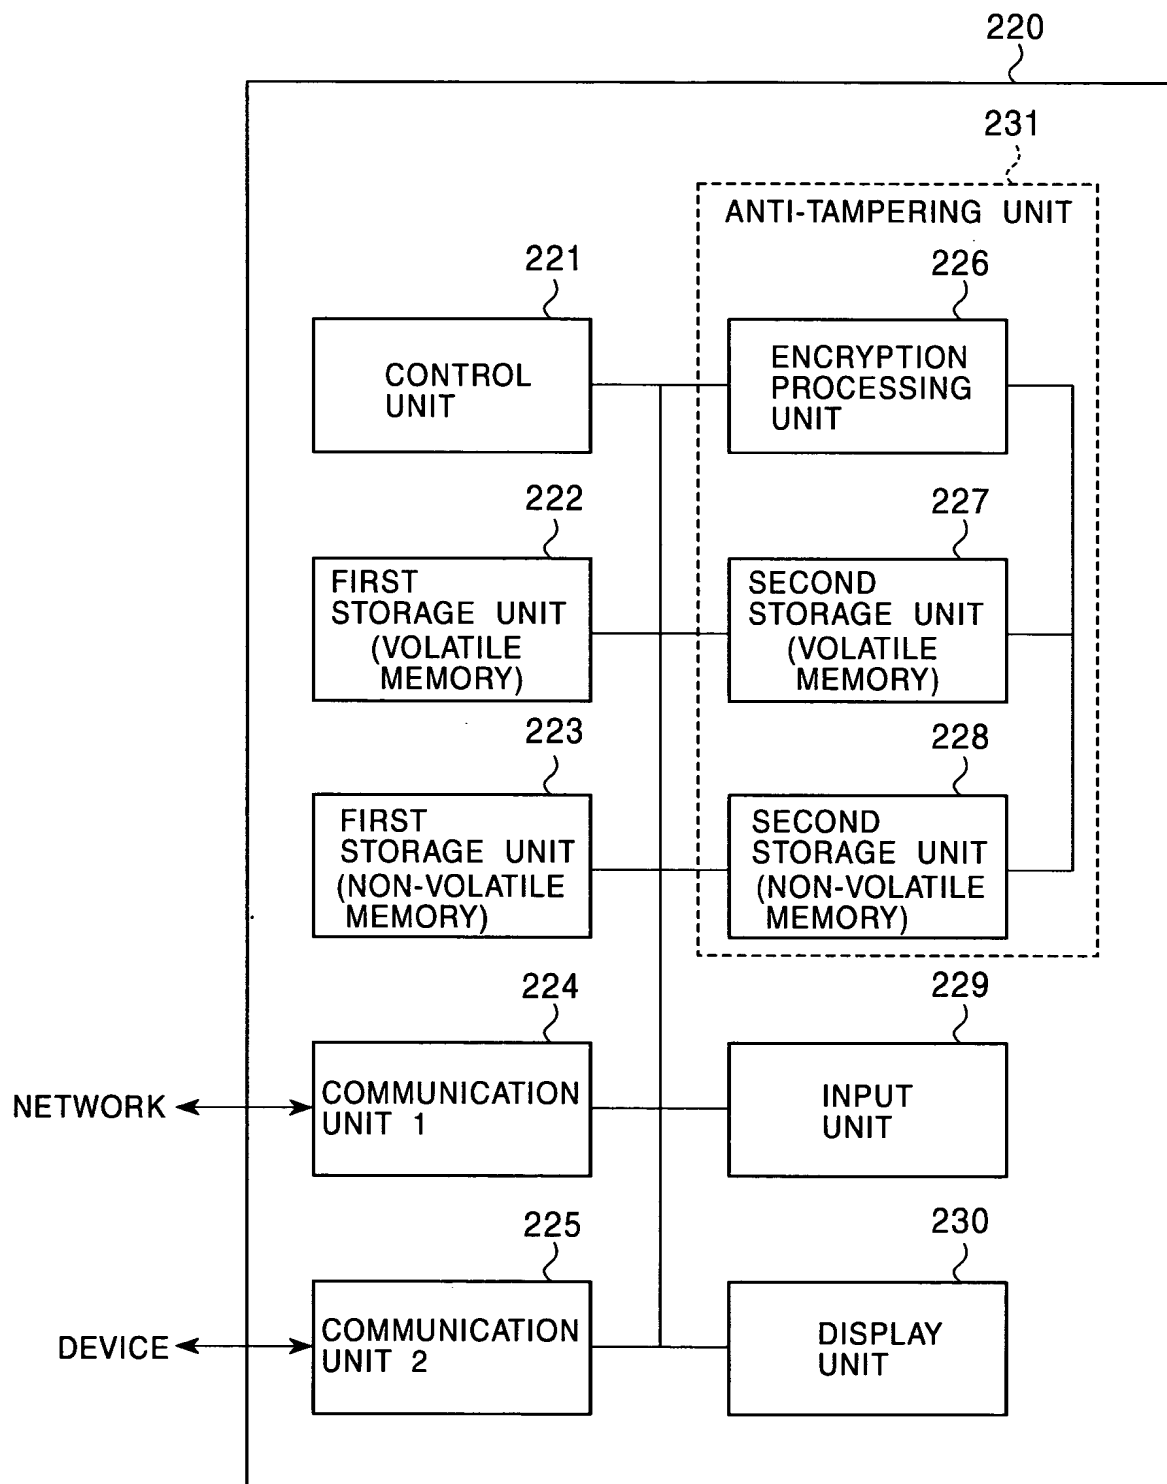 220
231
ANTI-TAMPERING UNIT
221
CONTROL
UNIT
226
ENCRYPTION
PROCESSING
UNIT
222
FIRST
STORAGE UNIT
(VOLATILE
MEMORY)
227
SECOND
STORAGE UNIT
(VOLATILE
MEMORY)
223
FIRST
STORAGE UNIT
(NON-VOLATILE
MEMORY)
228
SECOND
STORAGE UNIT
(NON-VOLATILE
MEMORY)
224
NETWORK
COMMUNICATION
UNIT 1
229
INPUT
UNIT
225
DEVICE
COMMUNICATION
UNIT 2
230
DISPLAY
UNIT